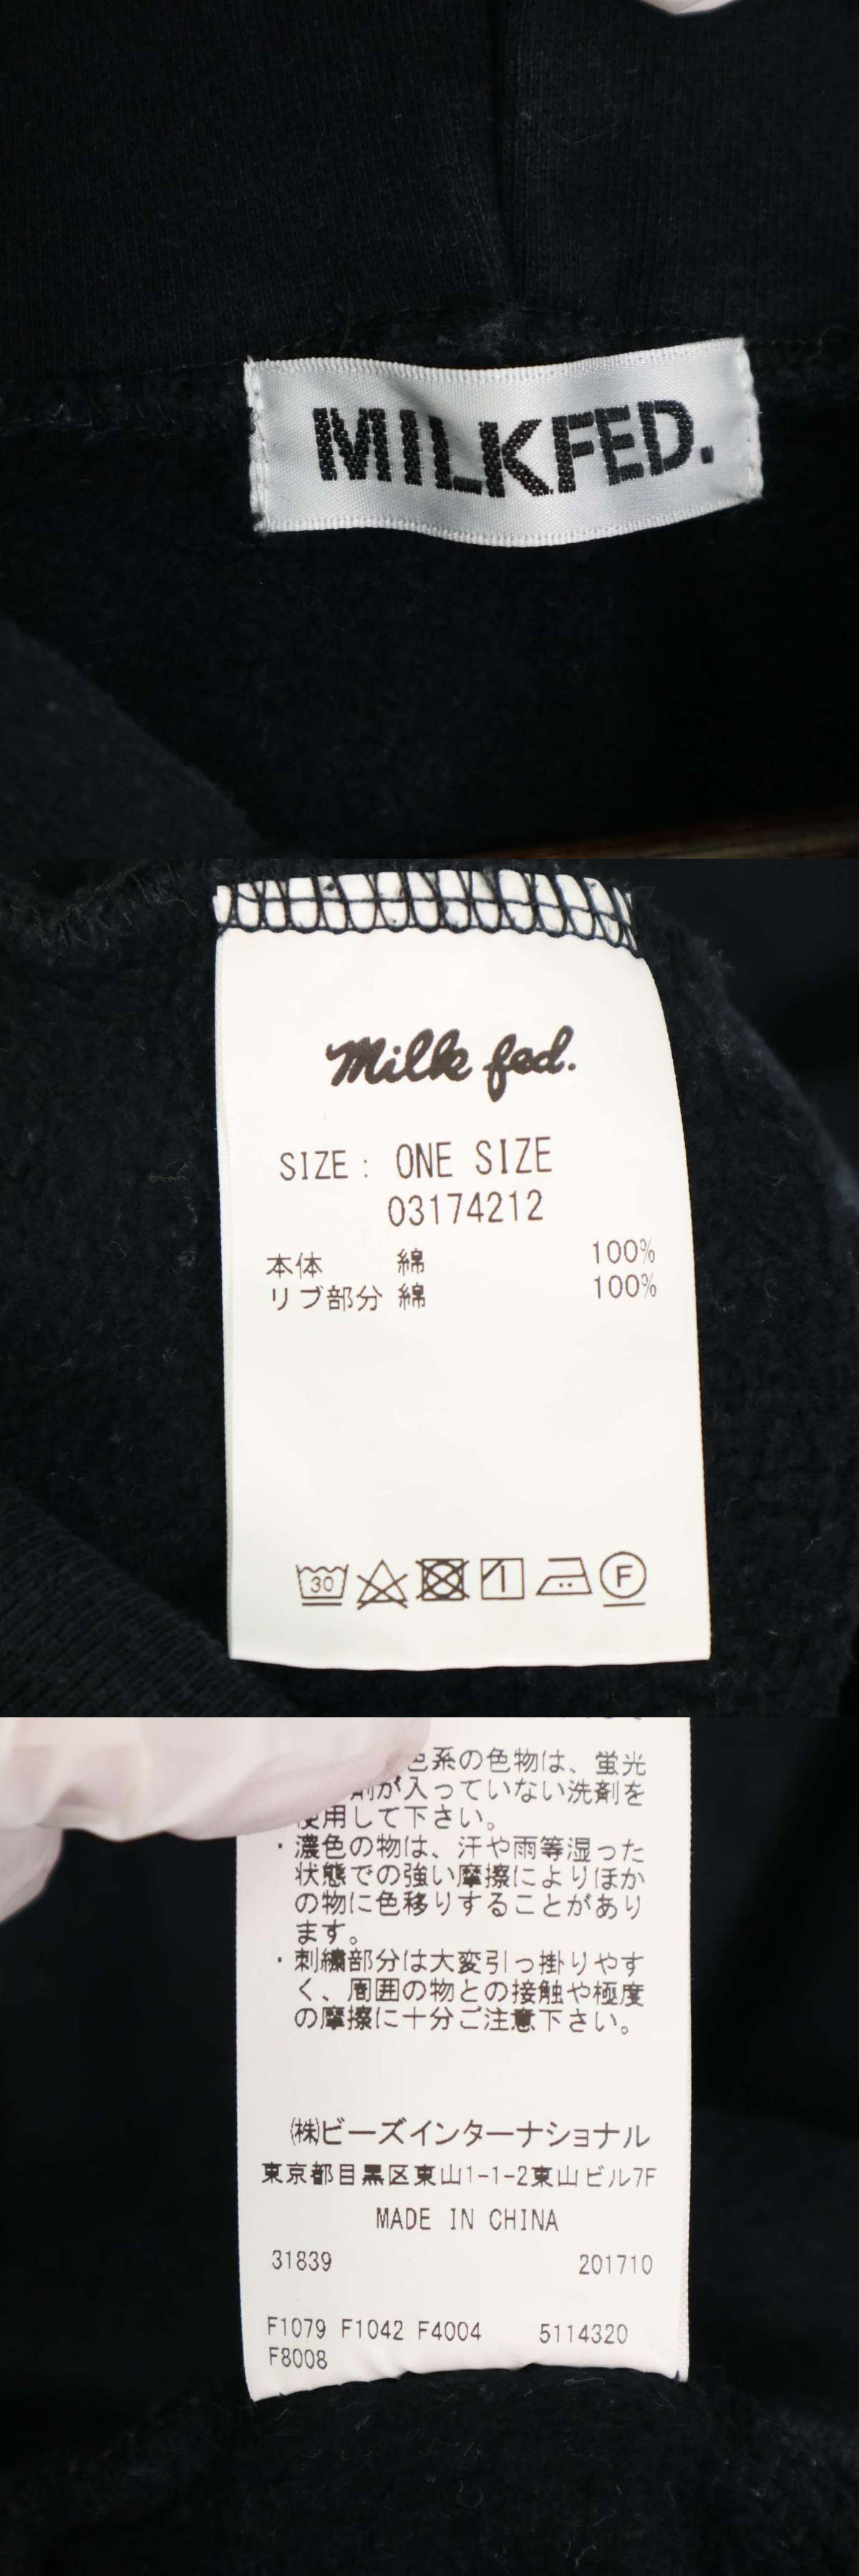 MILKFED.
Milk fed.
SIZE: ONE SIZE
03174212
本体 綿 100%
リブ部分 綿 100%
30
F
色系の色物は、蛍光
剤が入っていない洗剤を
使用して下さい。
・濃色の物は、汗や雨等湿った
状態での強い摩擦によりほか
の物に色移りすることがあり
ます。
・刺繍部分は大変引っ掛りやす
く、周囲の物との接触や極度
の摩擦に十分ご注意下さい。
㈱ビーズインターナショナル
東京都目黒区東山1-1-2東山ビル7F
MADE IN CHINA
31839 201710
F1079 F1042 F4004 5114320
F8008